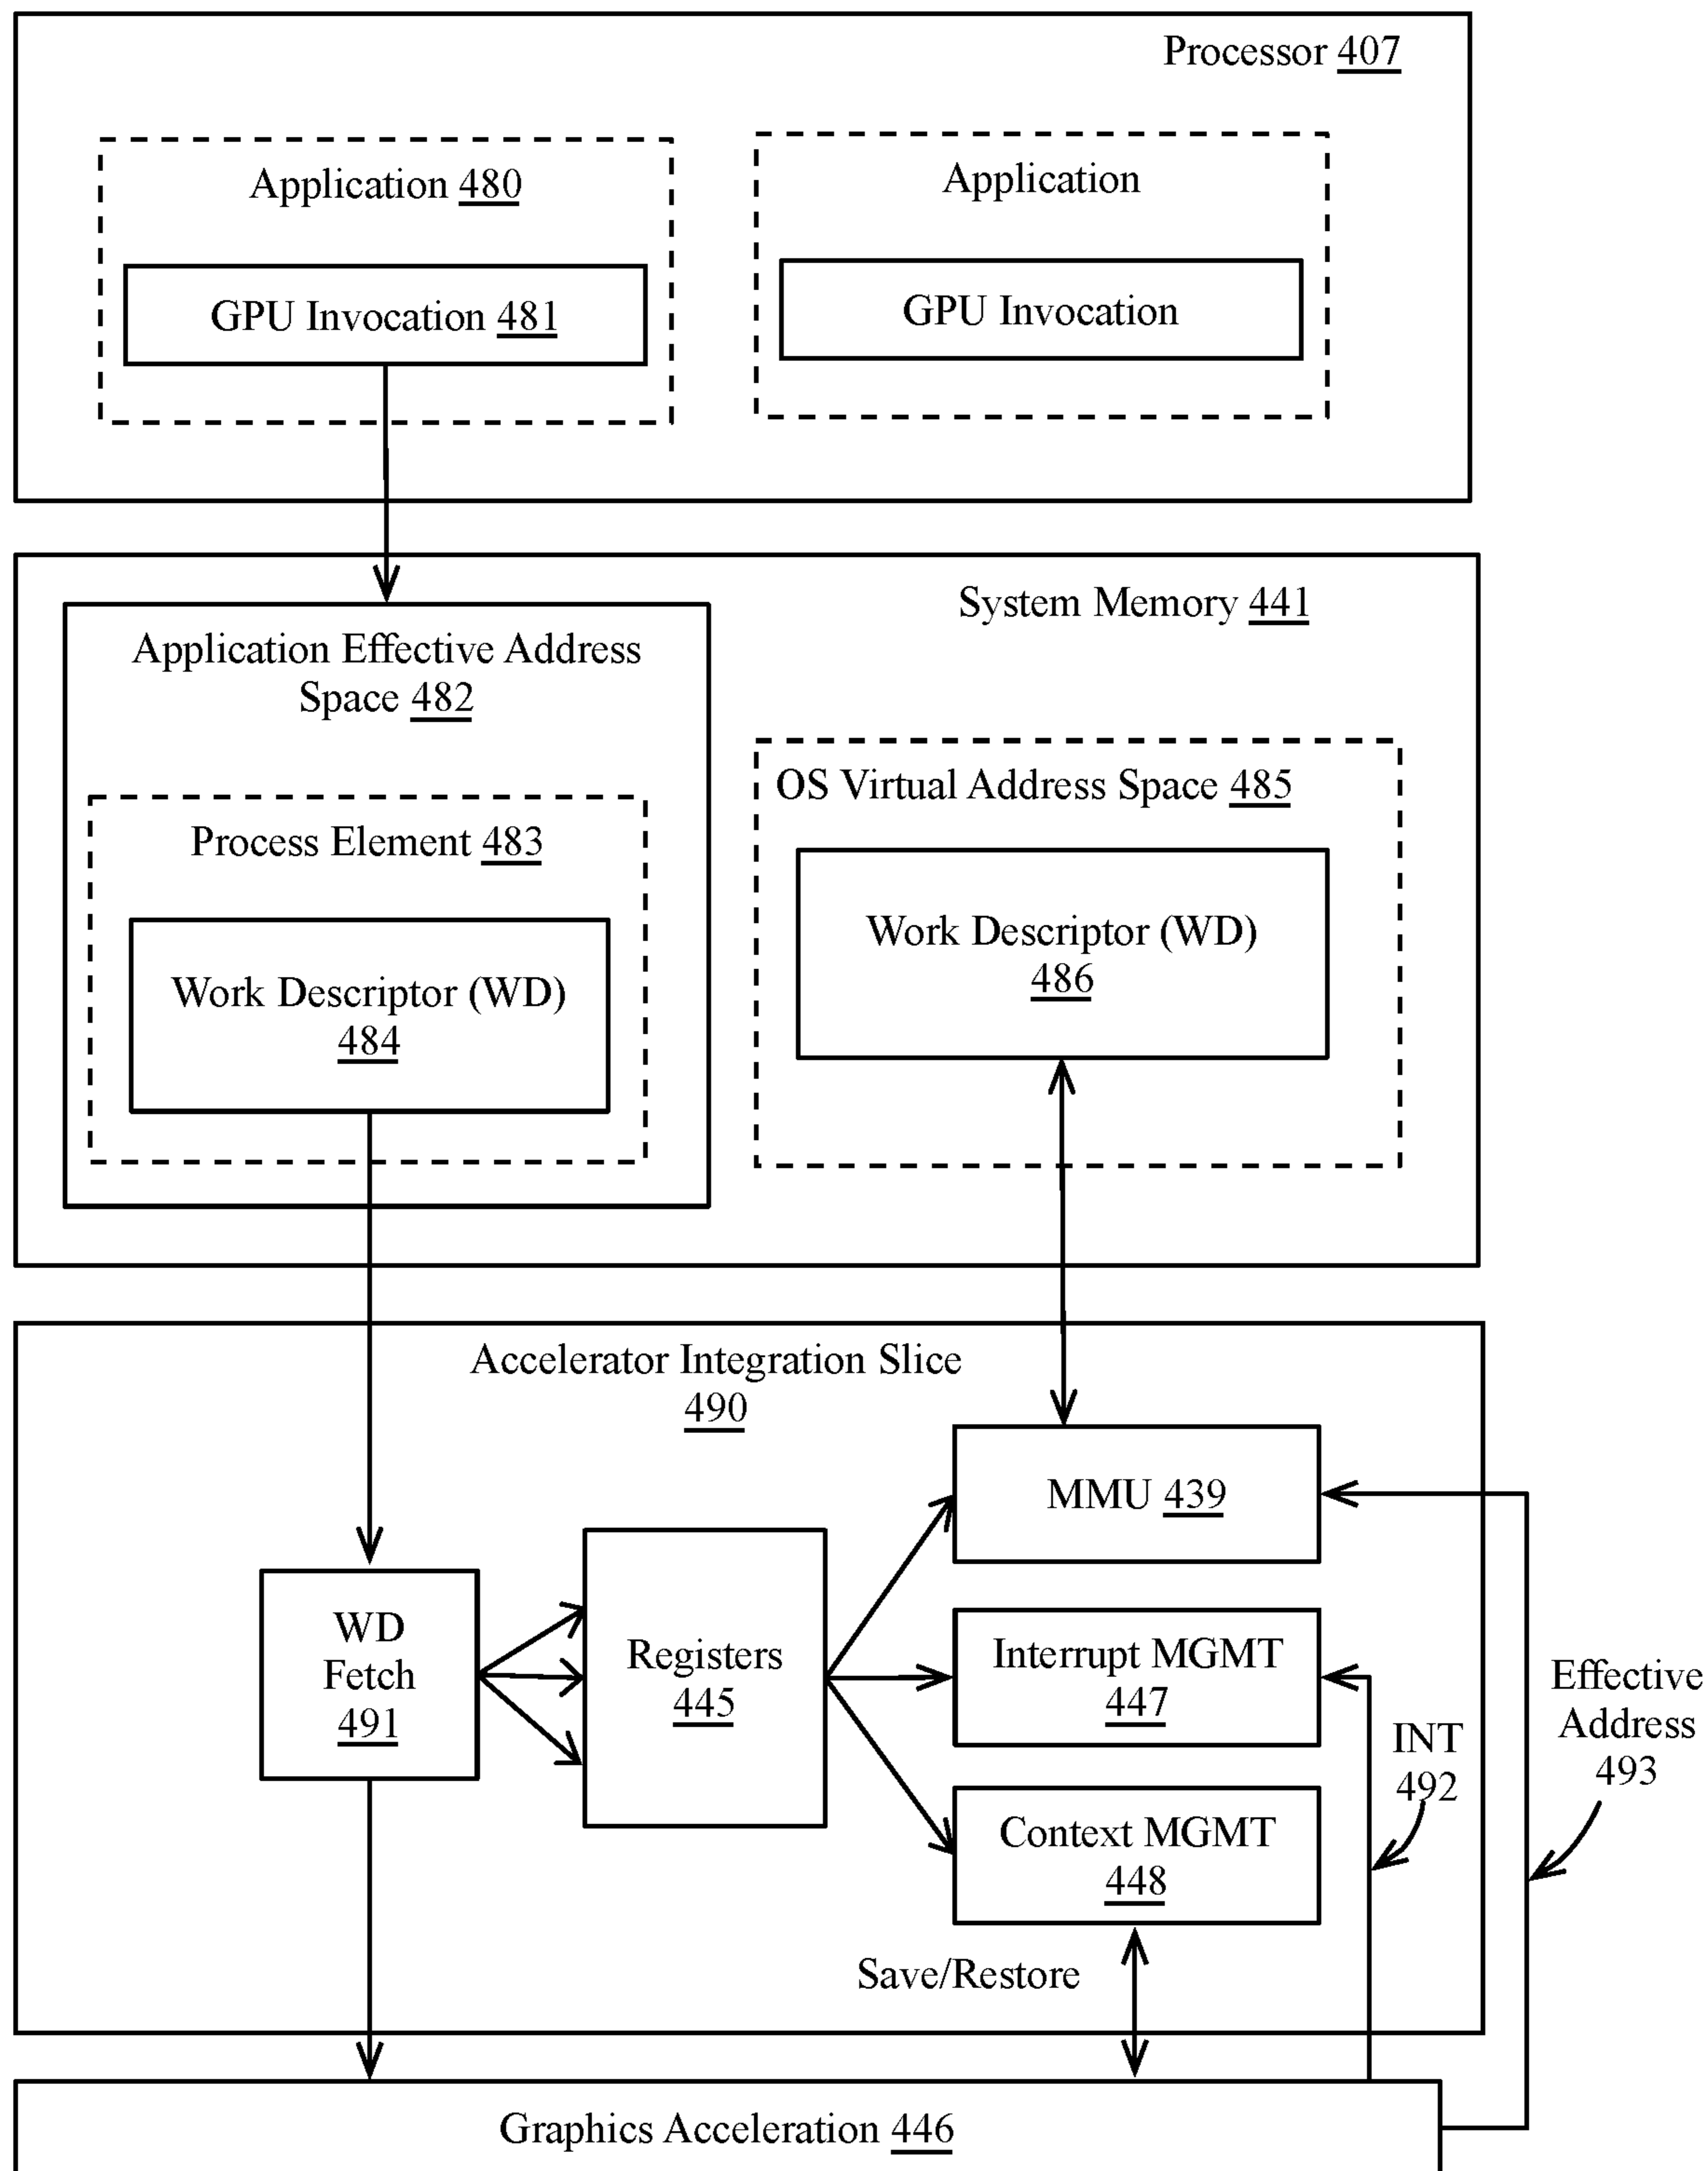 Processor 407
Application 480
Application
GPU Invocation 481
GPU Invocation
System Memory 441
Application Effective Address
Space 482
OS Virtual Address Space 485
Process Element 483
Work Descriptor (WD)
486
Work Descriptor (WD)
484
Accelerator Integration Slice
490
MMU 439
WD
Fetch
491
Registers
445
Interrupt MGMT
447
Effective
Address
493
INT
492
Context MGMT
448
Save/Restore
Graphics Acceleration 446